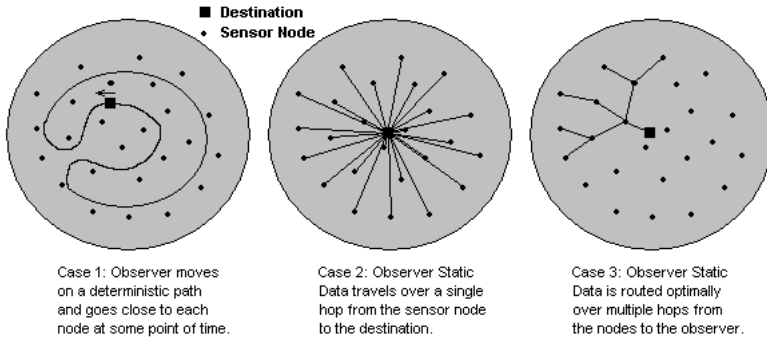 Destination
Sensor Node
Case 1: Observer moves
on a deterministic path
and goes close to each
node at some point of time.
Case 2: Observer Static
Data travels over a single
hop from the sensor node
to the destination.
Case 3: Observer Static
Data is routed optimally
over multiple hops from
the nodes to the observer.